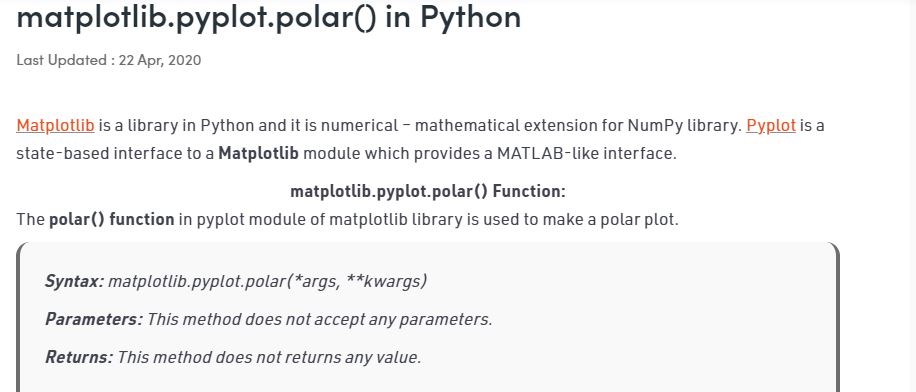 matplotlib.pyplot.polar() in Python
Last Updated : 22 Apr, 2020
Matplotlib is a library in Python and it is numerical – mathematical extension for NumPy library. Pyplot is a
state-based interface to a Matplotlib module which provides a MATLAB-like interface.
matplotlib.pyplot.polar() Function:
The polar() function in pyplot module of matplotlib library is used to make a polar plot.
Syntax: matplotlib.pyplot.polar(*args, **kwargs)
Parameters: This method does not accept any parameters.
Returns: This method does not returns any value.